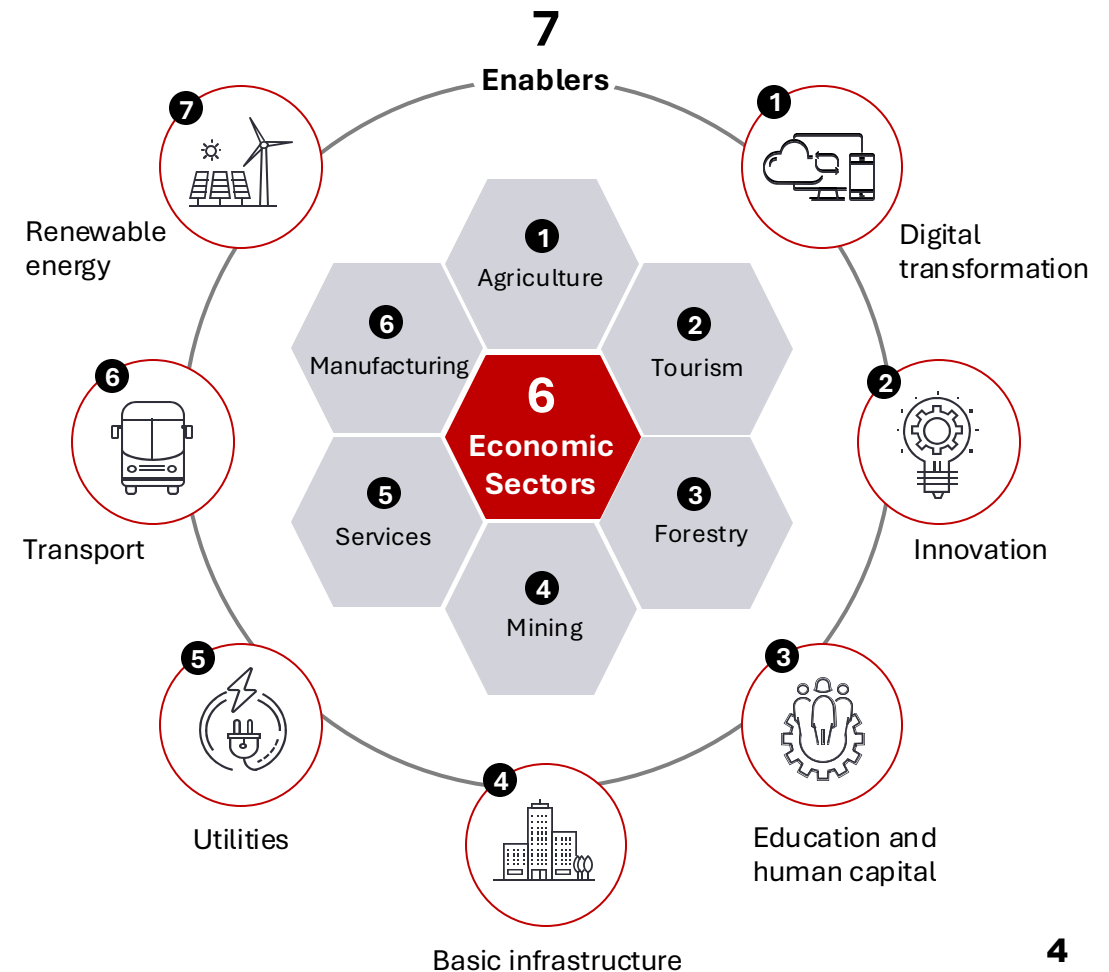 7
Enablers
1
Digital
transformation
2
Innovation
3
Education and
human capital
4
Basic infrastructure
5
Utilities
6
Transport
7
Renewable
energy
6
Economic
Sectors
1
Agriculture
2
Tourism
3
Forestry
4
Mining
5
Services
6
Manufacturing
4